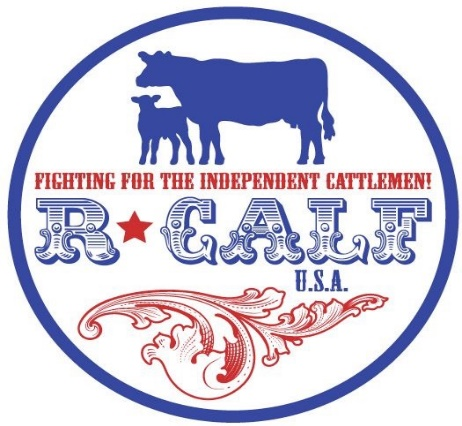 FIGHTING FOR THE INDEPENDENT CATTLEMEN!
R★CALF
U.S.A.